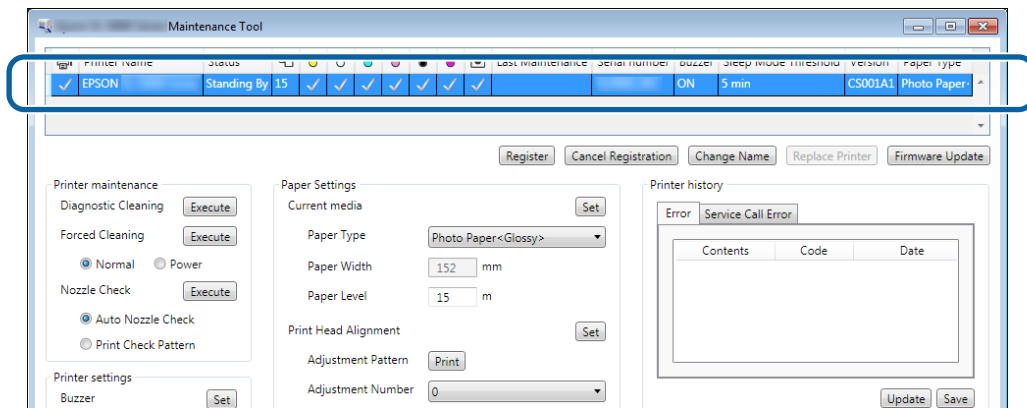 Maintenance Tool
Printer Name Status Last Maintenance Serial number Buzzer Sleep Mode Threshold Version Paper Type
EPSON Standing By 15 ON 5 min CS001A1 Photo Paper
Register Cancel Registration Change Name Replace Printer Firmware Update
Printer maintenance Paper Settings Printer history
Diagnostic Cleaning Execute Current media Set Error Service Call Error
Forced Cleaning Execute Paper Type Photo Paper<Glossy> Contents Code Date
Normal Power Paper Width 152 mm
Nozzle Check Execute Paper Level 15 m
Auto Nozzle Check Print Head Alignment Set
Print Check Pattern Adjustment Pattern Print
Printer settings Adjustment Number 0
Buzzer Set Update Save